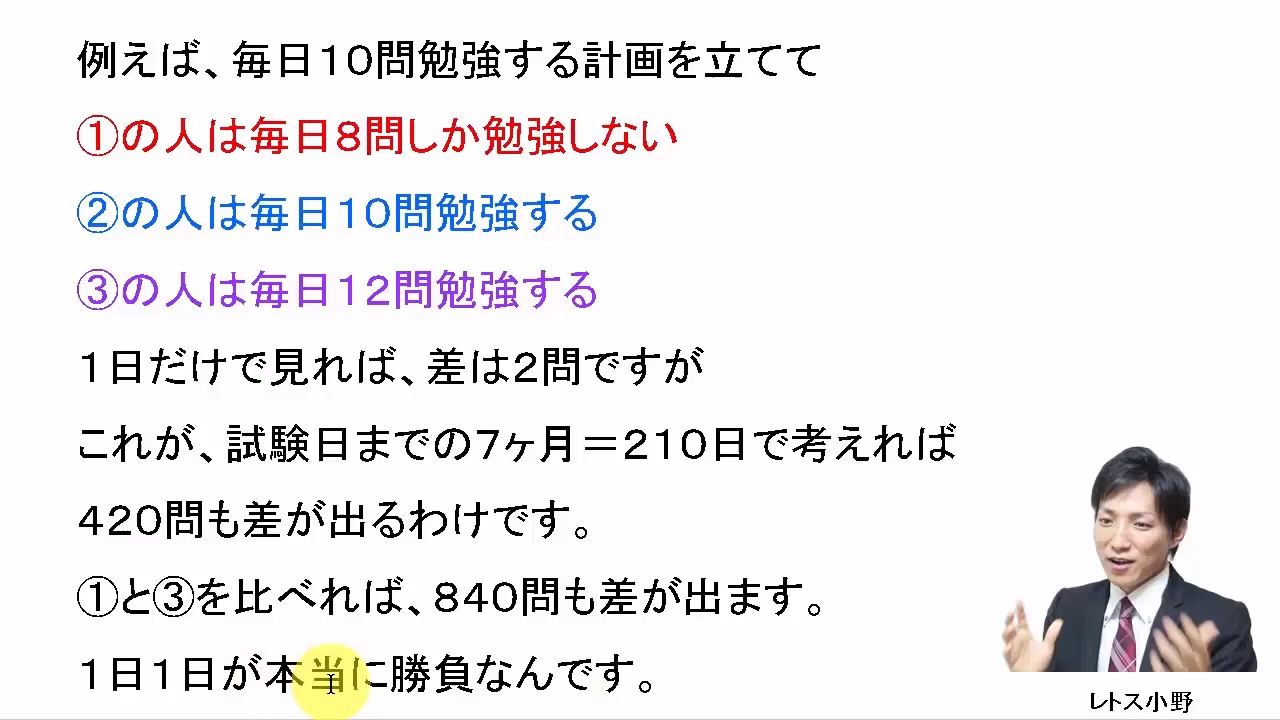 例えば、毎日１０問勉強する計画を立てて
①の人は毎日８問しか勉強しない
②の人は毎日１０問勉強する
③の人は毎日１２問勉強する
１日だけで見れば、差は２問ですが
これが、試験日までの７ヶ月＝２１０日で考えれば
４２０問も差が出るわけです。
①と③を比べれば、８４０問も差が出ます。
１日１日が本当に勝負なんです。
レトス小野